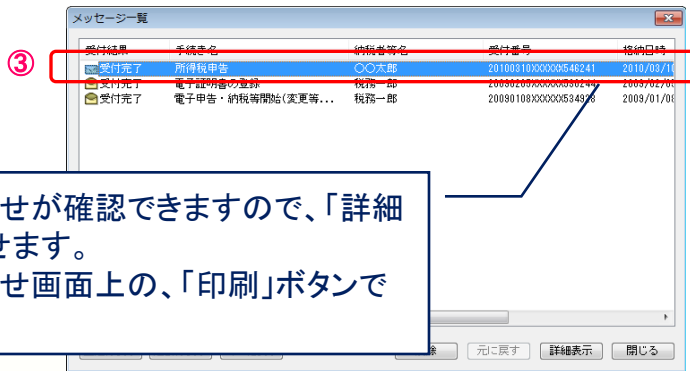 メッセージ一覧
受付結果 手続き名 納税者等名 受付番号 格納日時
③
受付完了 所得税申告 〇〇太郎 20100310XXXXXX546241 2010/03/10
受付完了 電子証明書の登録 税務一郎
受付完了 電子申告・納税等開始(変更等... 税務一郎 20090108XXXXXX534928 2009/01/08
せが確認できますので、「詳細
せます。
せ画面上の、「印刷」ボタンで
元に戻す 詳細表示 閉じる